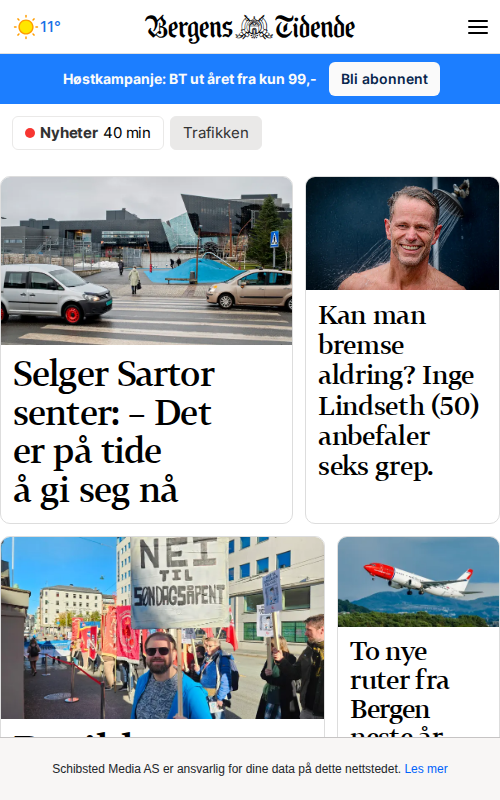 11°
Bergens Tidende
Høstkampanje: BT ut året fra kun 99,-
Bli abonnent
Nyheter 40 min
Trafikken
Selger Sartor
senter: – Det
er på tide
å gi seg nå
Kan man
bremse
aldring? Inge
Lindseth (50)
anbefaler
seks grep.
NEI
TIL
SØNDAGSÅPENT
To nye
ruter fra
Bergen
neste år
Schibsted Media AS er ansvarlig for dine data på dette nettstedet. Les mer